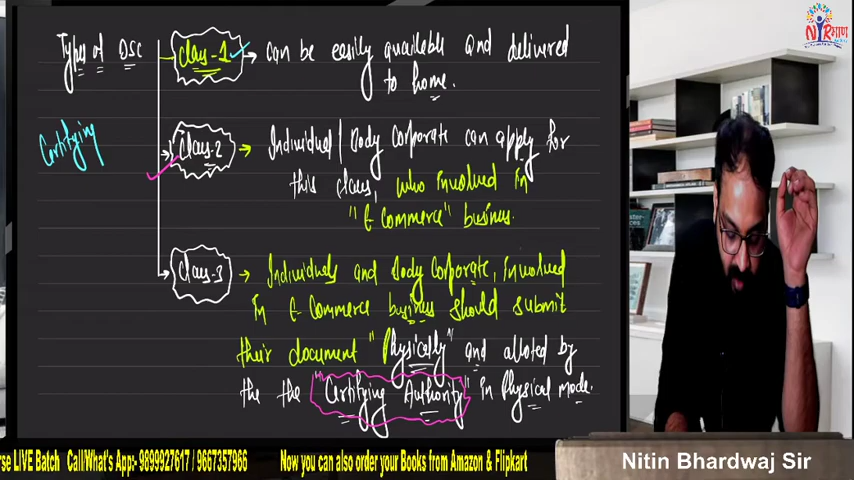 Types of DSC
Class-1 → can be easily available and delivered
to home.
Certifying
Class-2 → Individual / Body Corporate can apply for
this class, who involved in
"E-Commerce" business.
Class-3 → Individuals and Body Corporate, involved
in E-Commerce business should submit
their document "Physically" and alloted by
the the "Certifying Authority" in Physical mode.
rse LIVE Batch Call/What's App:- 9899927617 / 9667357966 Now you can also order your Books from Amazon & Flipkart
Nitin Bhardwaj Sir